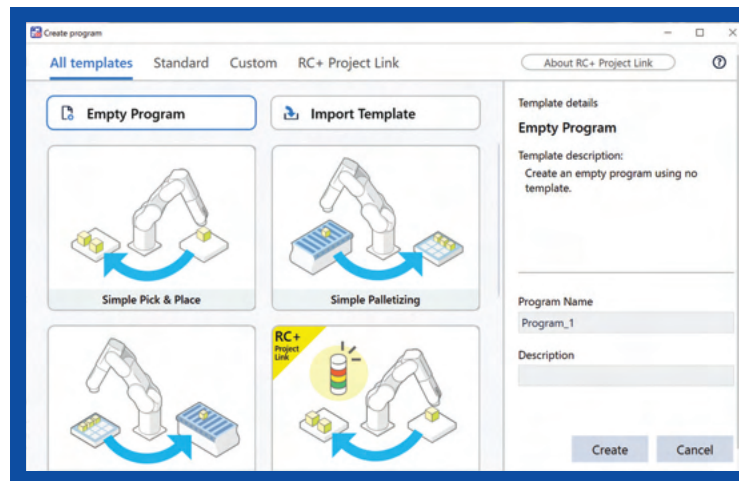 Create program
All templates Standard Custom RC+ Project Link
About RC+ Project Link ?
Empty Program
Import Template
Simple Pick & Place
Simple Palletizing
RC+
Project
Link
Template details
Empty Program
Template description:
Create an empty program using no
template.
Program Name
Program_1
Description
Create Cancel